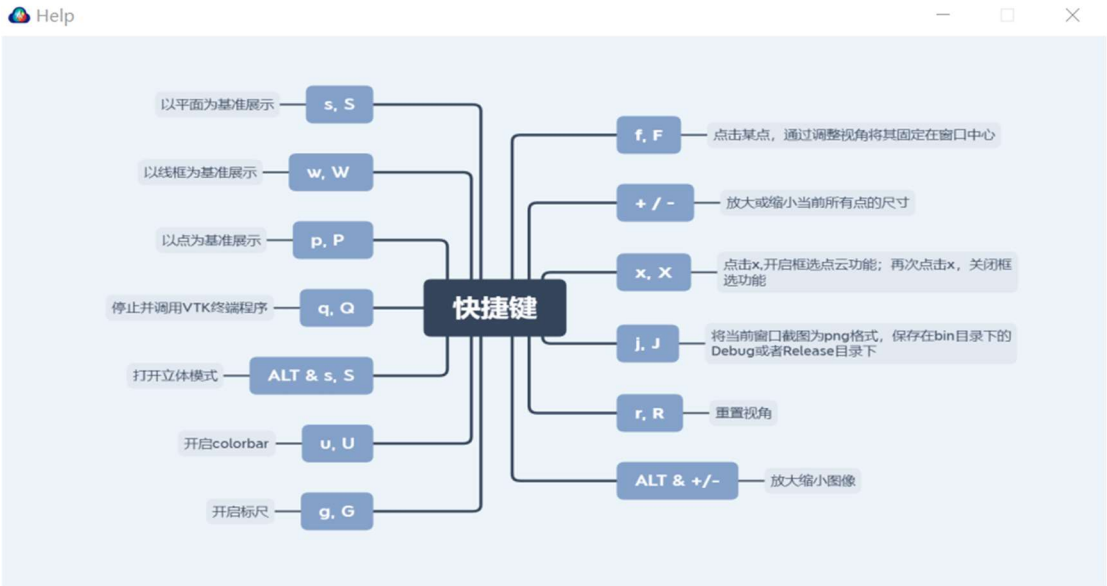 Help
快捷键
s, S
以平面为基准展示
w, W
以线框为基准展示
p, P
以点为基准展示
q, Q
停止并调用VTK终端程序
ALT & s, S
打开立体模式
u, U
开启colorbar
g, G
开启标尺
f, F
点击某点，通过调整视角将其固定在窗口中心
+ / -
放大或缩小当前所有点的尺寸
x, X
点击x,开启框选点云功能；再次点击x，关闭框
选功能
j, J
将当前窗口截图为png格式，保存在bin目录下的
Debug或者Release目录下
r, R
重置视角
ALT & +/-
放大缩小图像